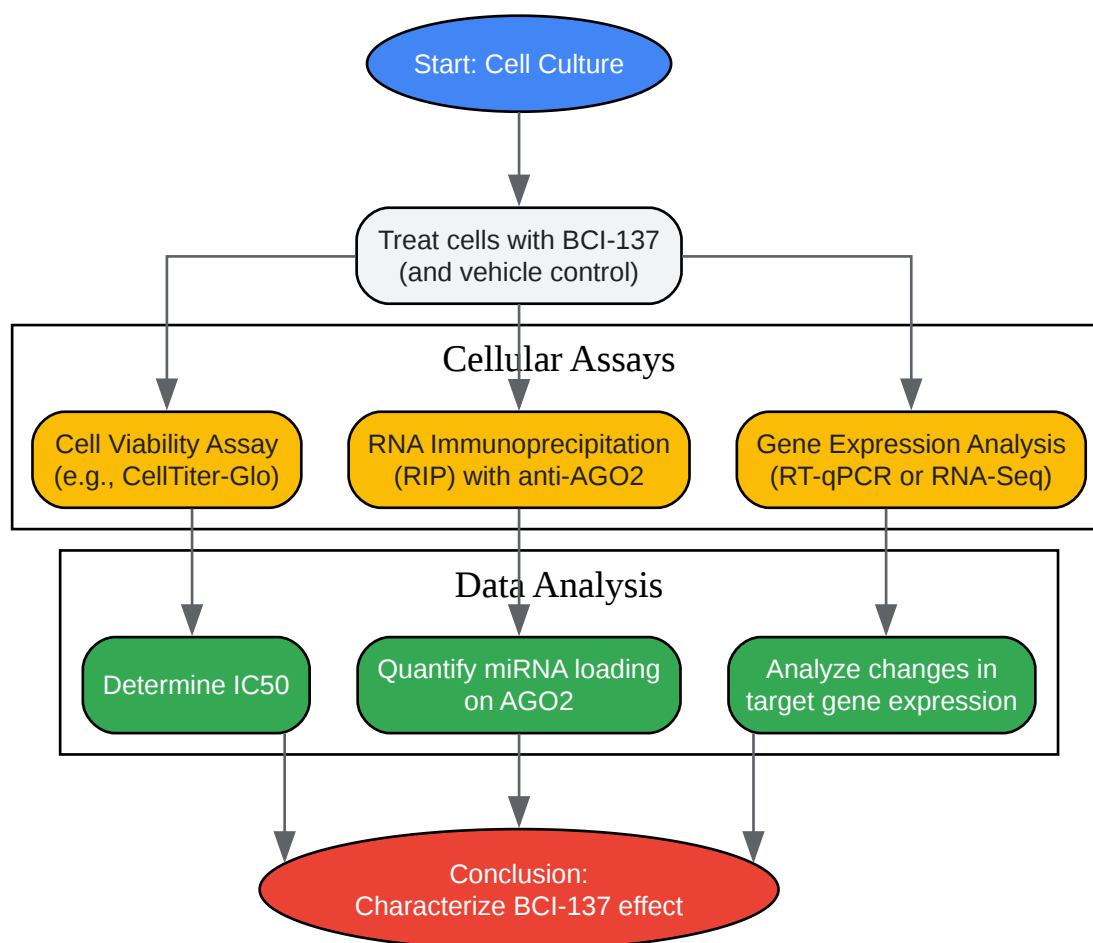 Start: Cell Culture
Treat cells with BCI-137
(and vehicle control)
Cellular Assays
Cell Viability Assay
(e.g., CellTiter-Glo)
RNA Immunoprecipitation
(RIP) with anti-AGO2
Gene Expression Analysis
(RT-qPCR or RNA-Seq)
Data Analysis
Determine IC50
Quantify miRNA loading
on AGO2
Analyze changes in
target gene expression
Conclusion:
Characterize BCI-137 effect